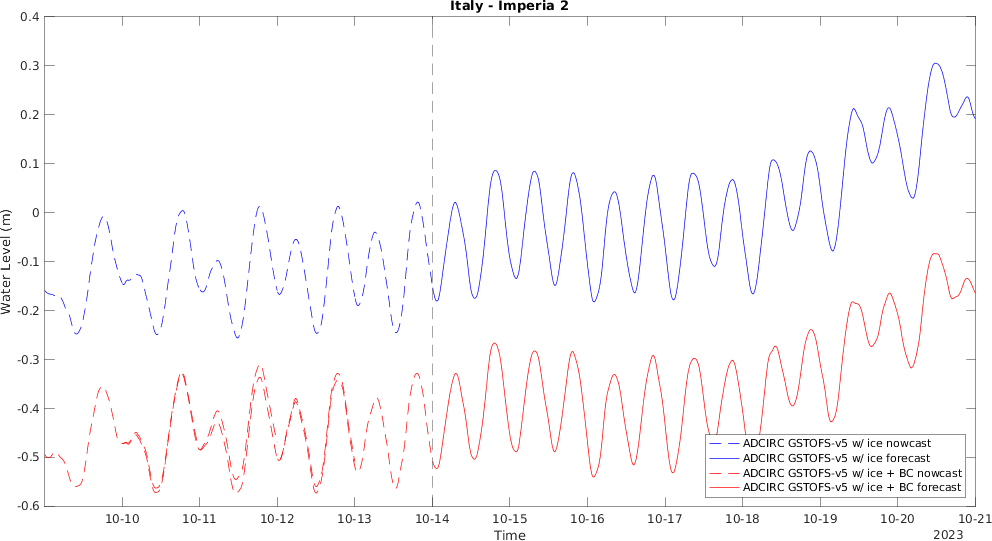 Italy - Imperia 2
0.4
0.3
0.2
0.1
0
-0.1
-0.2
-0.3
-0.4
-0.5
-0.6
Water Level (m)
10-10 10-11 10-12 10-13 10-14 10-15 10-16 10-17 10-18 10-19 10-20 10-21
Time
2023
ADCIRC GSTOFS-v5 w/ ice nowcast
ADCIRC GSTOFS-v5 w/ ice forecast
ADCIRC GSTOFS-v5 w/ ice + BC nowcast
ADCIRC GSTOFS-v5 w/ ice + BC forecast